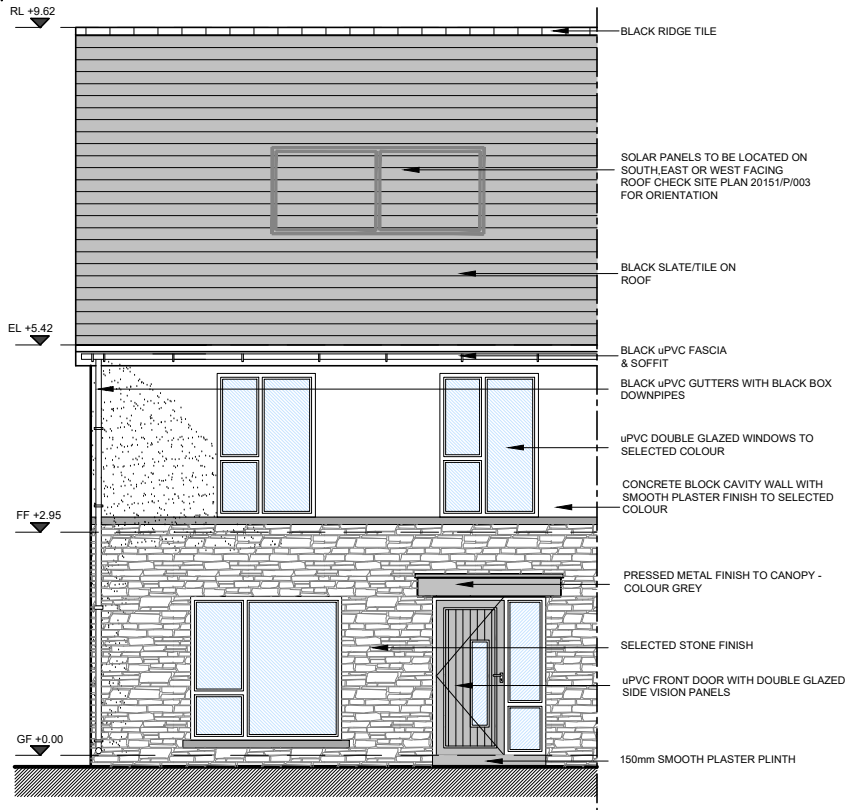 RL +9.62
BLACK RIDGE TILE
SOLAR PANELS TO BE LOCATED ON
SOUTH,EAST OR WEST FACING
ROOF CHECK SITE PLAN 20151/P/003
FOR ORIENTATION
BLACK SLATE/TILE ON
ROOF
EL +5.42
BLACK uPVC FASCIA
& SOFFIT
BLACK uPVC GUTTERS WITH BLACK BOX
DOWNPIPES
uPVC DOUBLE GLAZED WINDOWS TO
SELECTED COLOUR
CONCRETE BLOCK CAVITY WALL WITH
SMOOTH PLASTER FINISH TO SELECTED
COLOUR
FF +2.95
PRESSED METAL FINISH TO CANOPY -
COLOUR GREY
SELECTED STONE FINISH
uPVC FRONT DOOR WITH DOUBLE GLAZED
SIDE VISION PANELS
GF +0.00
150mm SMOOTH PLASTER PLINTH